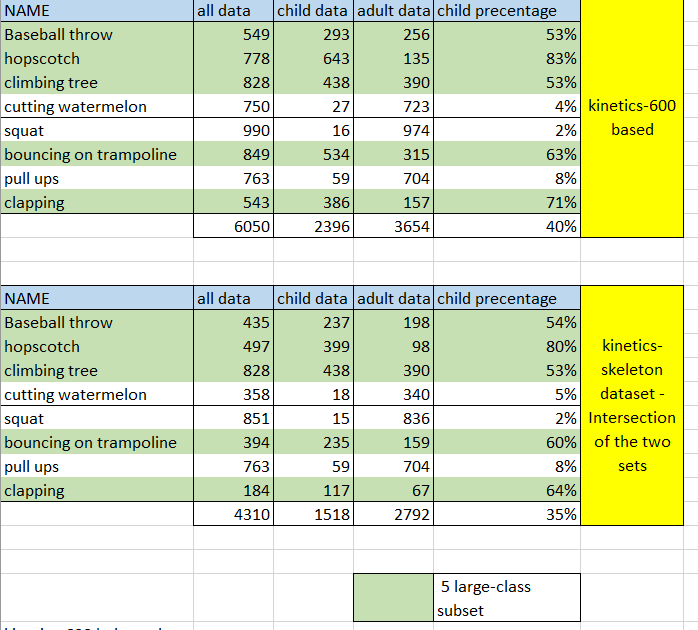 NAME all data child data adult data child precentage
Baseball throw 549 293 256 53%
hopscotch 778 643 135 83%
climbing tree 828 438 390 53%
cutting watermelon 750 27 723 4%
squat 990 16 974 2%
bouncing on trampoline 849 534 315 63%
pull ups 763 59 704 8%
clapping 543 386 157 71%
6050 2396 3654 40%
kinetics-600
based
NAME all data child data adult data child precentage
Baseball throw 435 237 198 54%
hopscotch 497 399 98 80%
climbing tree 828 438 390 53%
cutting watermelon 358 18 340 5%
squat 851 15 836 2%
bouncing on trampoline 394 235 159 60%
pull ups 763 59 704 8%
clapping 184 117 67 64%
4310 1518 2792 35%
kinetics-
skeleton
dataset -
Intersection
of the two
sets
5 large-class
subset